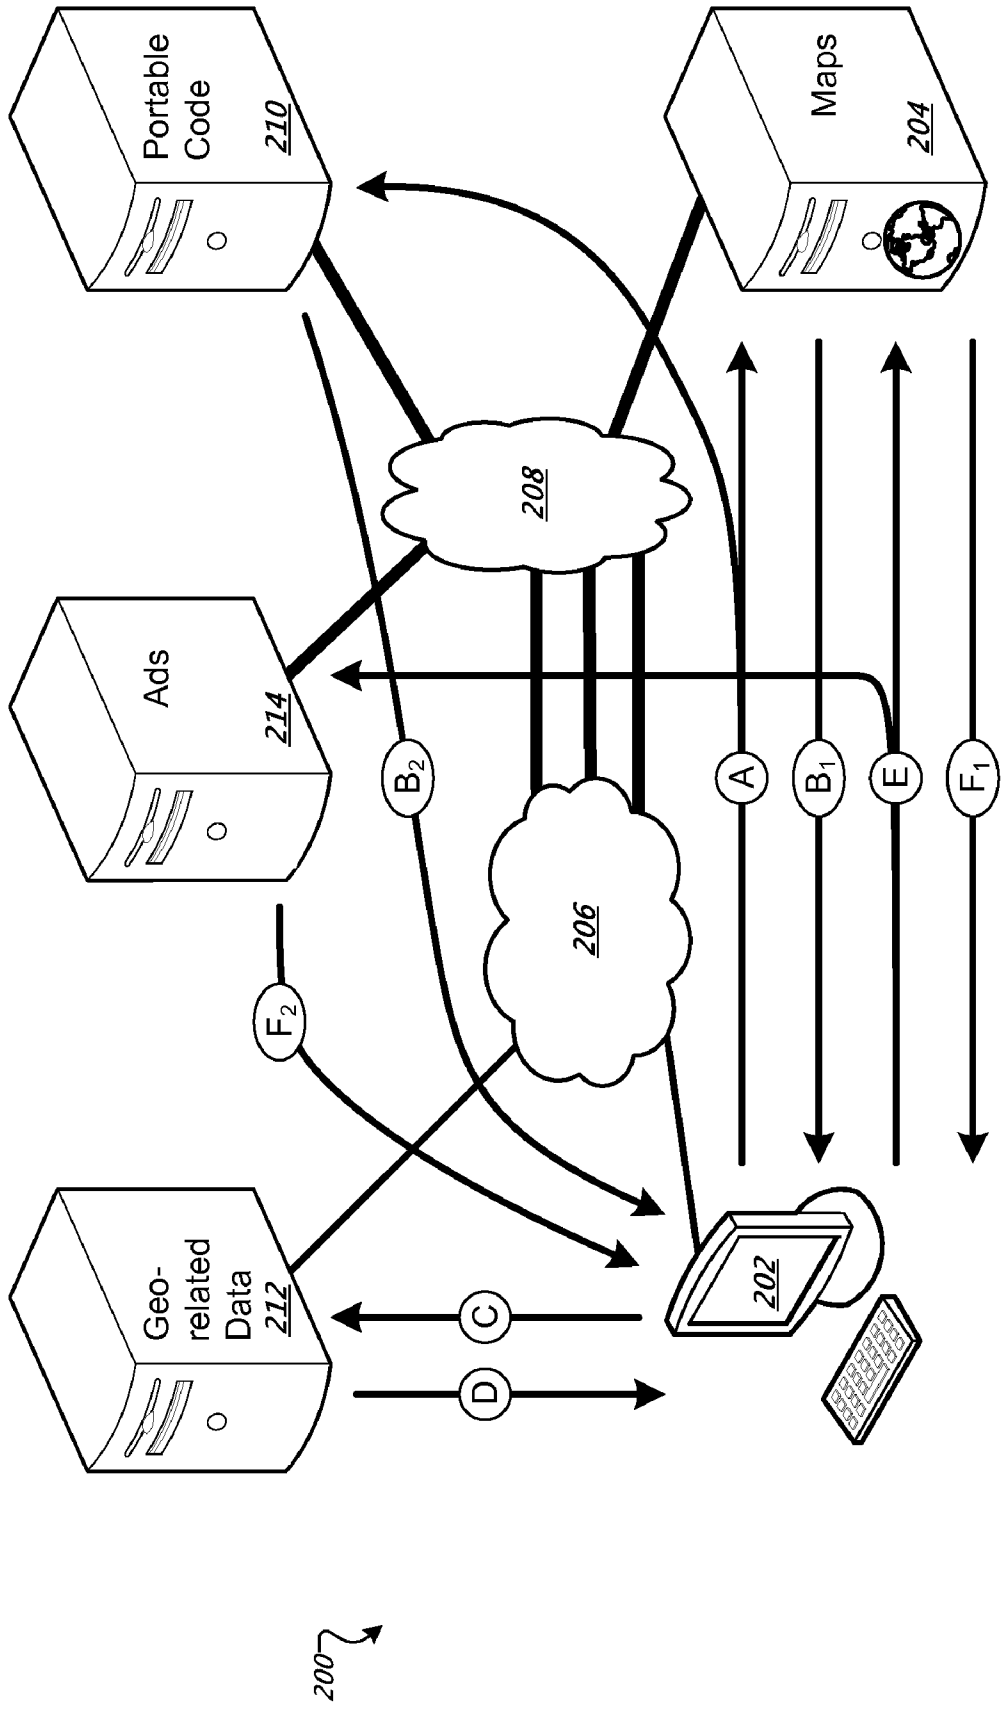 Geo-
related
Data
212
Ads
214
Portable
Code
210
F2
B2
C
D
206
208
202
A
B1
E
F1
Maps
204
200